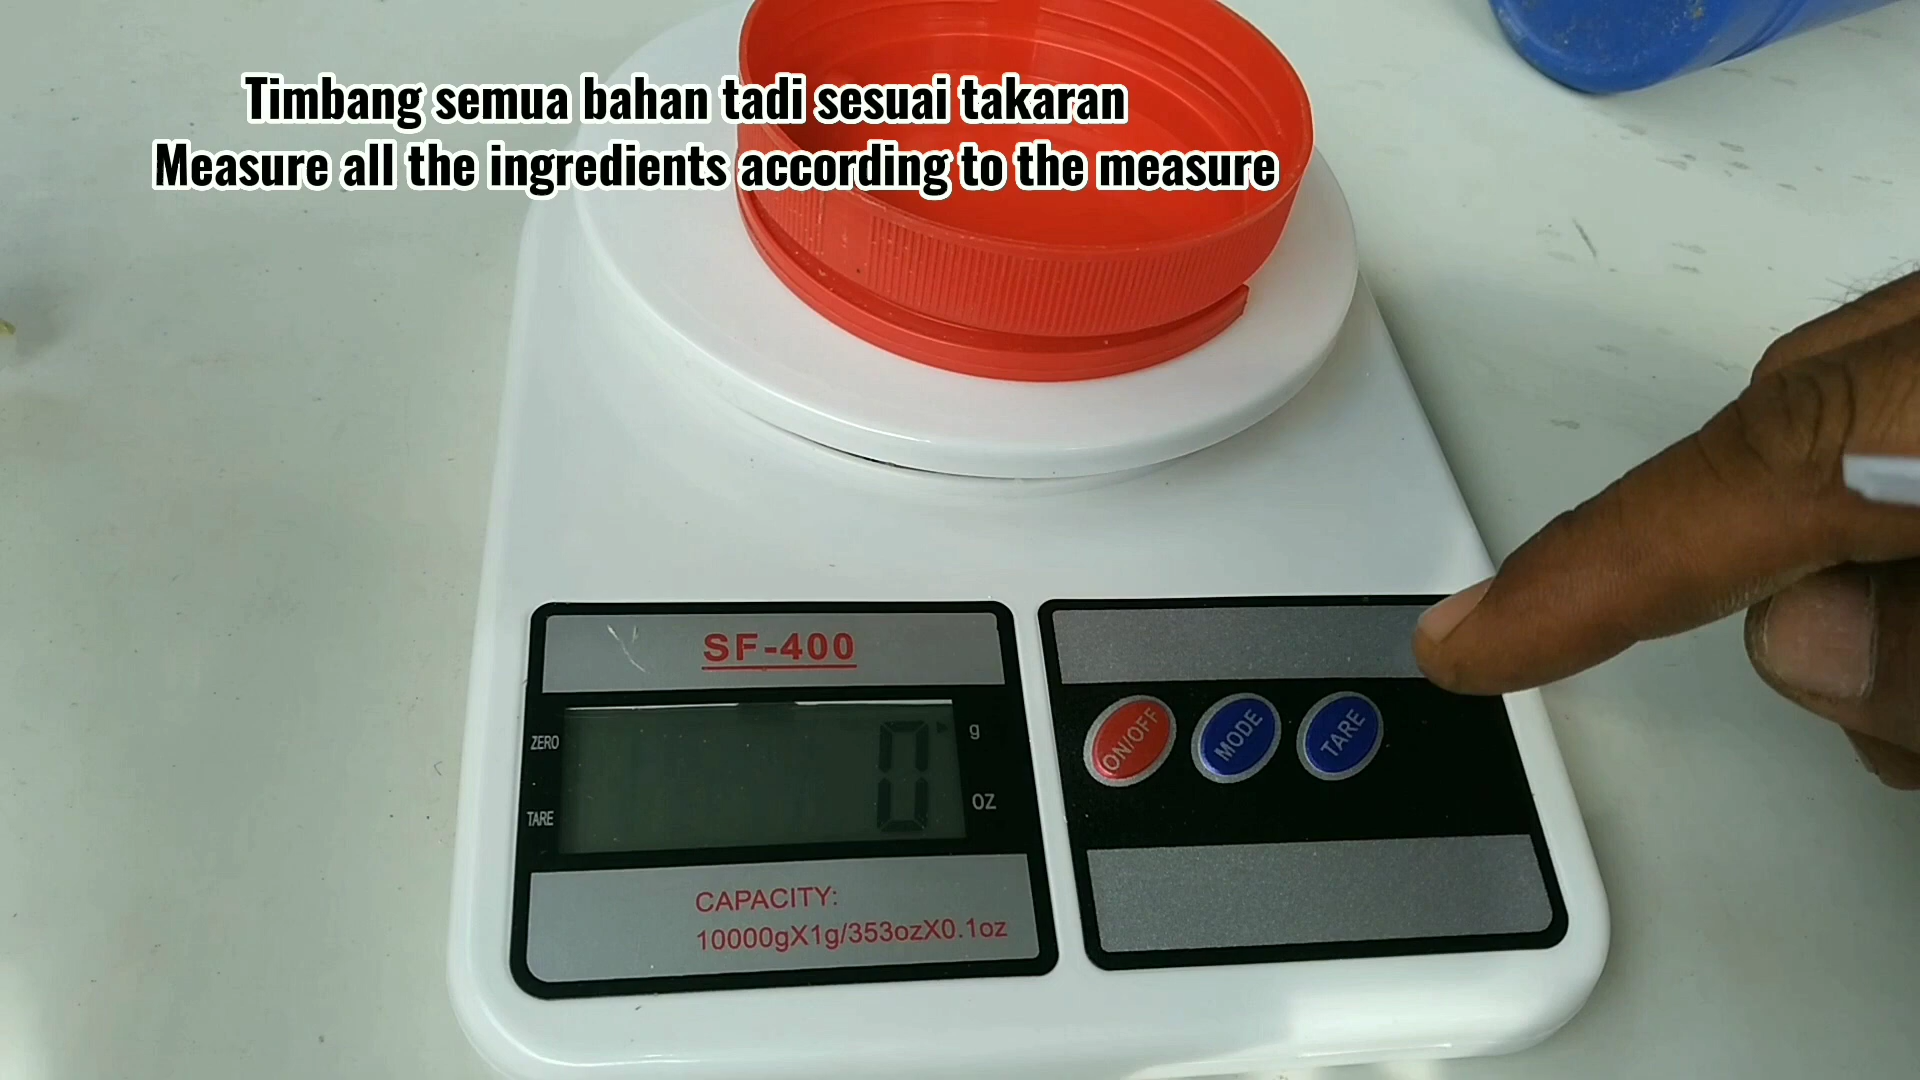 Timbang semua bahan tadi sesuai takaran
Measure all the ingredients according to the measure
SF-400
ZERO
TARE
0
g
oz
CAPACITY:
10000gX1g/353ozX0.1oz
ON/OFF
MODE
TARE